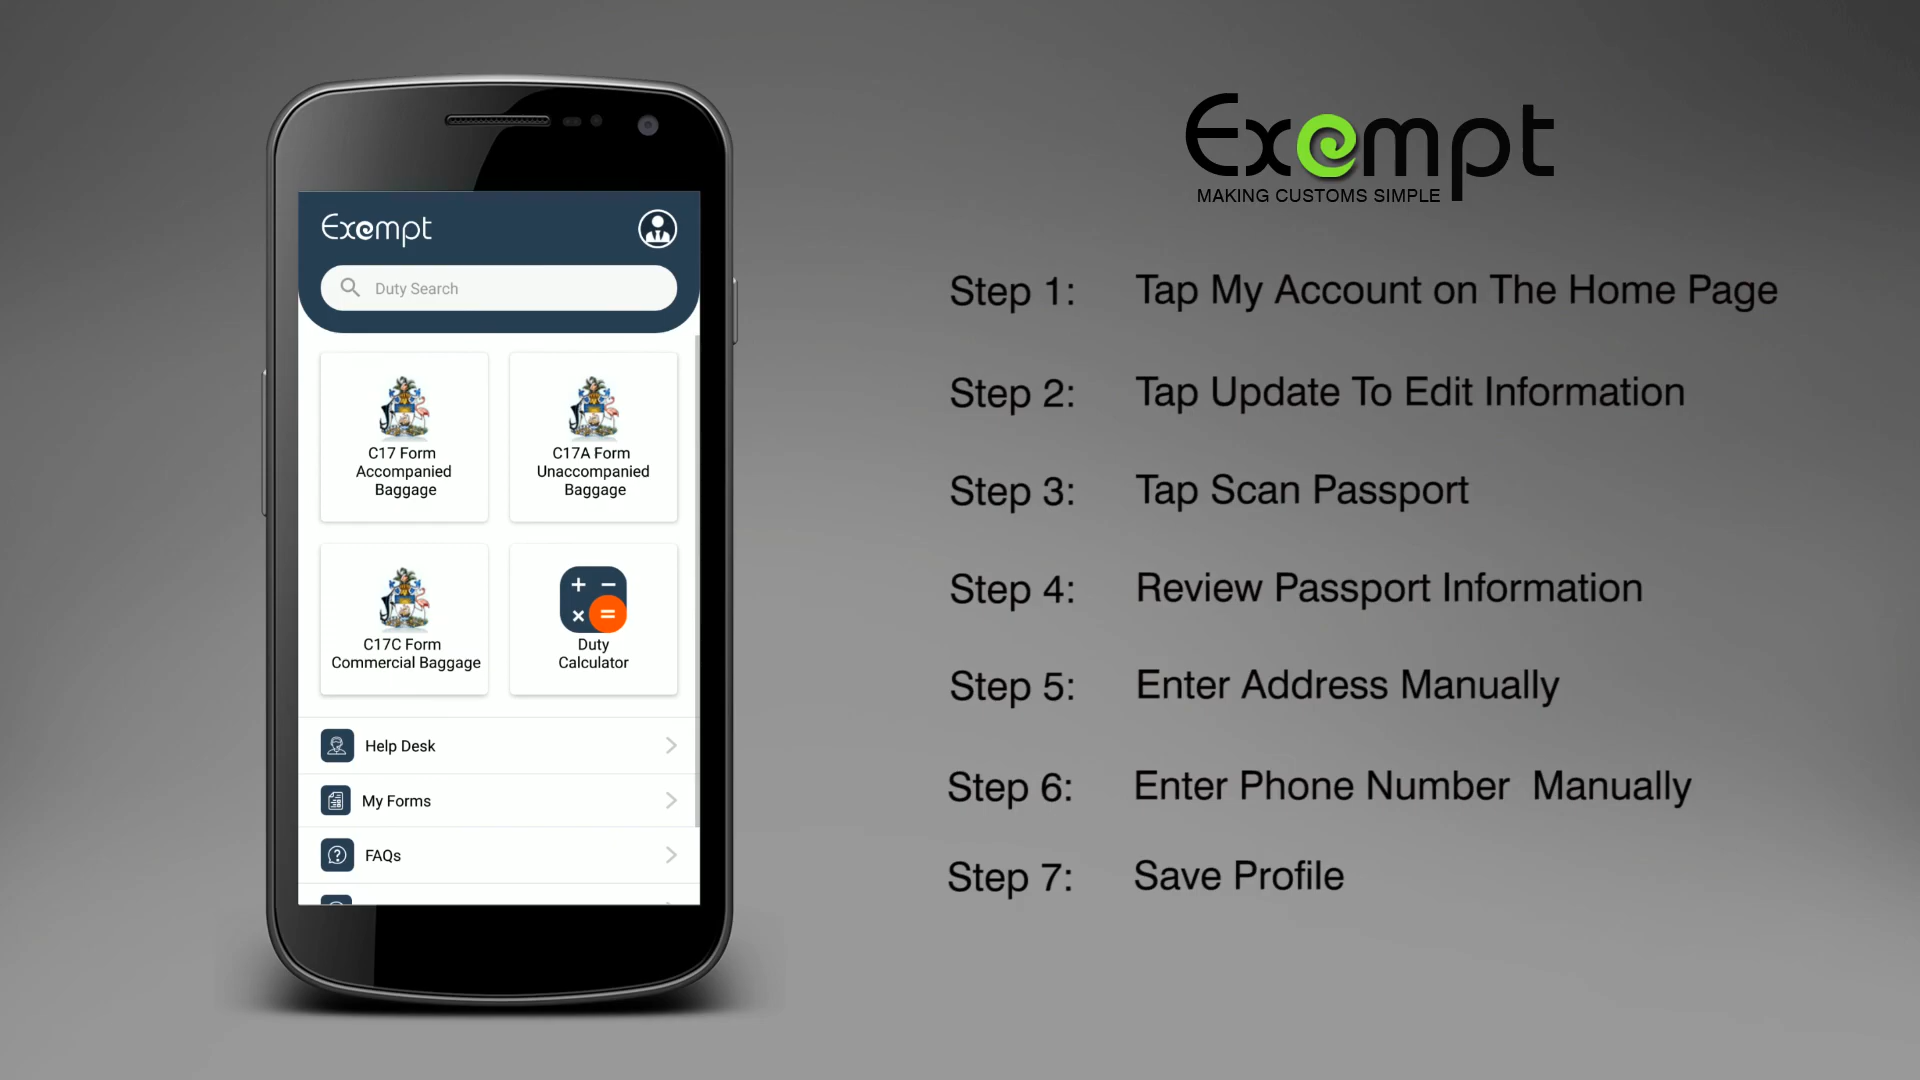 Exempt
Duty Search
C17 Form
Accompanied
Baggage
C17A Form
Unaccompanied
Baggage
C17C Form
Commercial Baggage
Duty
Calculator
Help Desk
My Forms
FAQs
Exempt
MAKING CUSTOMS SIMPLE
Step 1: Tap My Account on The Home Page
Step 2: Tap Update To Edit Information
Step 3: Tap Scan Passport
Step 4: Review Passport Information
Step 5: Enter Address Manually
Step 6: Enter Phone Number Manually
Step 7: Save Profile